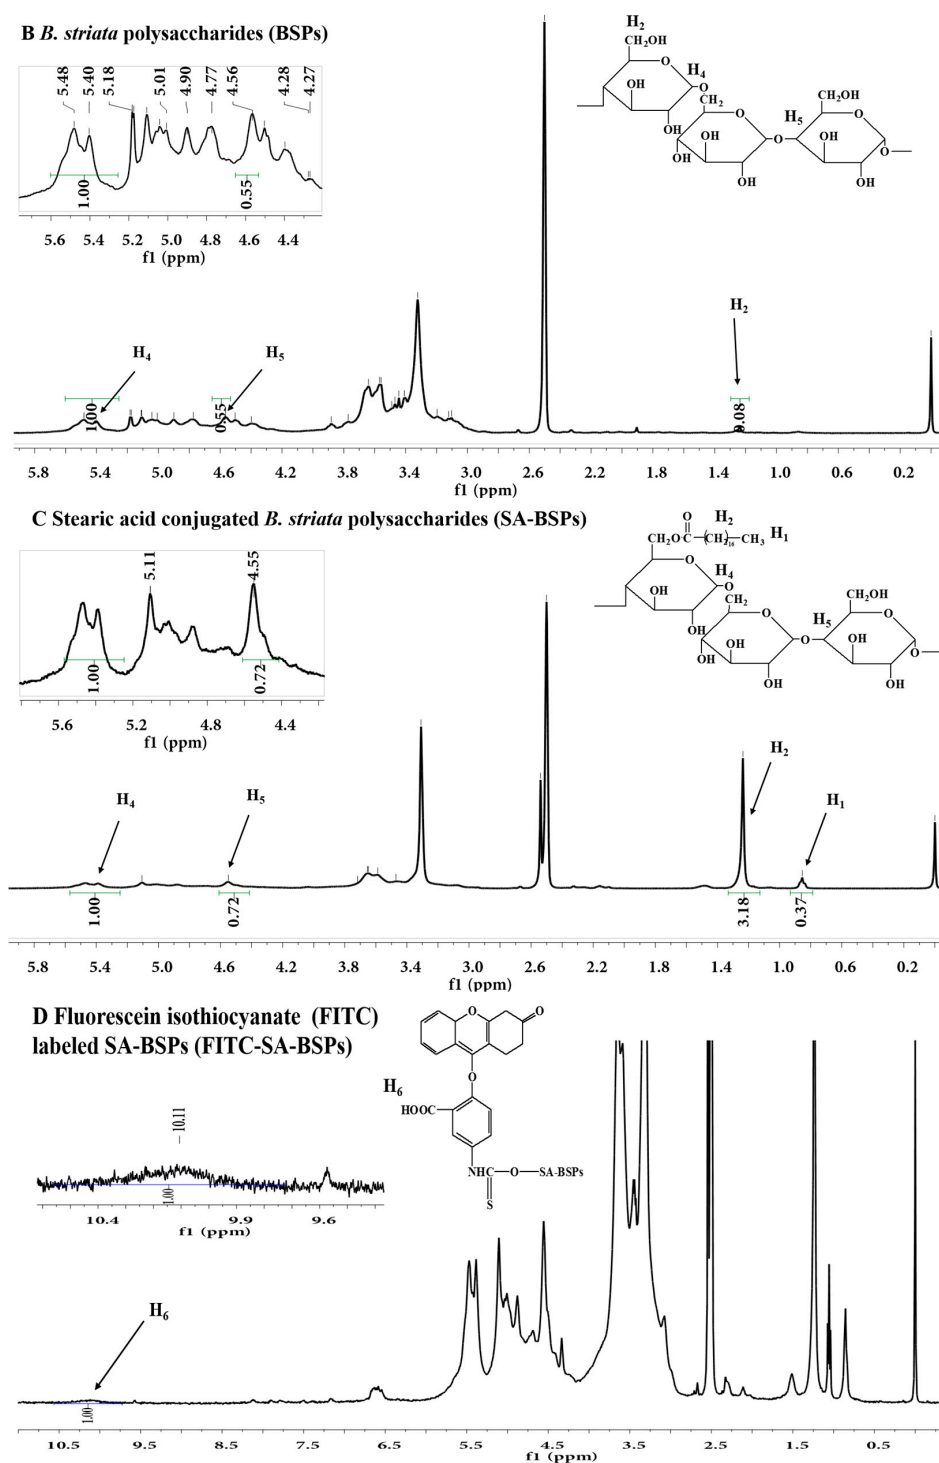 B B. striata polysaccharides (BSPs)
5.48
5.40
5.18
5.01
4.90
4.77
4.56
4.28
4.27
1.00
0.55
5.6 5.4 5.2 5.0 4.8 4.6 4.4
f1 (ppm)
H2
CH2OH
O
H4
OH
O
CH2
OH
O
H5
CH2OH
O
OH
OH
O
OH
OH
O
OH
H4
H5
H2
1.00
0.55
0.08
5.8 5.4 5.0 4.6 4.2 3.8 3.4 3.0 2.6 2.2 1.8 1.4 1.0 0.6 0.2
f1 (ppm)
C Stearic acid conjugated B. striata polysaccharides (SA-BSPs)
5.11
4.55
1.00
0.72
5.6 5.2 4.8 4.4
f1 (ppm)
O H2
CH2OC(CH2)16CH3 H1
O
H4
OH
O
CH2
OH
O
H5
CH2OH
O
OH
OH
O
OH
OH
O
OH
H4
H5
H2
H1
1.00
0.72
3.18
0.37
5.8 5.4 5.0 4.6 4.2 3.8 3.4 3.0 2.6 2.2 1.8 1.4 1.0 0.6 0.2
f1 (ppm)
D Fluorescein isothiocyanate (FITC)
labeled SA-BSPs (FITC-SA-BSPs)
10.11
1.00
10.4 9.9 9.6
f1 (ppm)
O
O
O
H6
HOOC
NHC O SA-BSPs
S
H6
1.00
10.5 9.5 8.5 7.5 6.5 5.5 4.5 3.5 2.5 1.5 0.5
f1 (ppm)